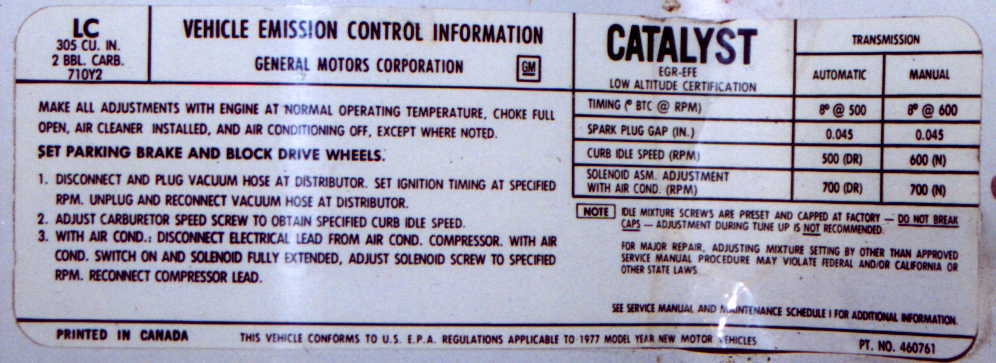 LC
305 CU. IN.
2 BBL. CARB.
710Y2
VEHICLE EMISSION CONTROL INFORMATION
GENERAL MOTORS CORPORATION GM
MAKE ALL ADJUSTMENTS WITH ENGINE AT NORMAL OPERATING TEMPERATURE, CHOKE FULL
OPEN, AIR CLEANER INSTALLED, AND AIR CONDITIONING OFF, EXCEPT WHERE NOTED.
SET PARKING BRAKE AND BLOCK DRIVE WHEELS.
1. DISCONNECT AND PLUG VACUUM HOSE AT DISTRIBUTOR. SET IGNITION TIMING AT SPECIFIED
RPM. UNPLUG AND RECONNECT VACUUM HOSE AT DISTRIBUTOR.
2. ADJUST CARBURETOR SPEED SCREW TO OBTAIN SPECIFIED CURB IDLE SPEED.
3. WITH AIR COND.: DISCONNECT ELECTRICAL LEAD FROM AIR COND. COMPRESSOR. WITH AIR
COND. SWITCH ON AND SOLENOID FULLY EXTENDED, ADJUST SOLENOID SCREW TO SPECIFIED
RPM. RECONNECT COMPRESSOR LEAD.
CATALYST
EGR-EFE
LOW ALTITUDE CERTIFICATION
TRANSMISSION
AUTOMATIC MANUAL
TIMING (° BTC @ RPM) 8° @ 500 8° @ 600
SPARK PLUG GAP (IN.) 0.045 0.045
CURB IDLE SPEED (RPM) 500 (DR) 600 (N)
SOLENOID ASM. ADJUSTMENT
WITH AIR COND. (RPM) 700 (DR) 700 (N)
NOTE IDLE MIXTURE SCREWS ARE PRESET AND CAPPED AT FACTORY — DO NOT BREAK
CAPS — ADJUSTMENT DURING TUNE UP IS NOT RECOMMENDED.
FOR MAJOR REPAIR, ADJUSTING MIXTURE SETTING BY OTHER THAN APPROVED
SERVICE MANUAL PROCEDURE MAY VIOLATE FEDERAL AND/OR CALIFORNIA OR
OTHER STATE LAWS.
SEE SERVICE MANUAL AND MAINTENANCE SCHEDULE I FOR ADDITIONAL INFORMATION.
PRINTED IN CANADA THIS VEHICLE CONFORMS TO U.S. E.P.A. REGULATIONS APPLICABLE TO 1977 MODEL YEAR NEW MOTOR VEHICLES PT. NO. 460761